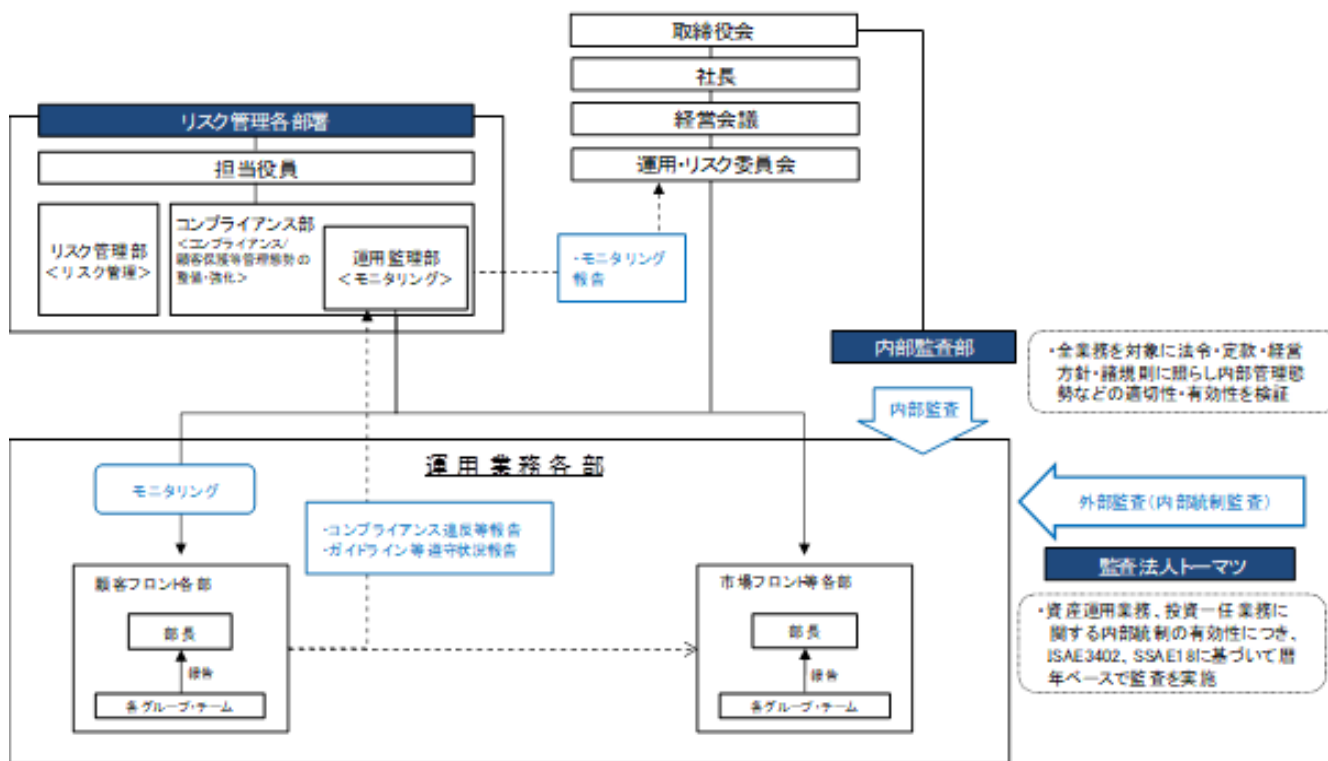 取締役会
社長
経営会議
運用・リスク委員会
リスク管理各部署
担当役員
リスク管理部
<リスク管理>
コンプライアンス部
<コンプライアンス/
顧客保護等管理態勢の
整備・強化>
運用監理部
<モニタリング>
・モニタリング
報告
内部監査部
・全業務を対象に法令・定款・経営
方針・諸規則に照らし内部管理態
勢などの適切性・有効性を検証
内部監査
運用業務各部
モニタリング
・コンプライアンス違反等報告
・ガイドライン等遵守状況報告
外部監査(内部統制監査)
監査法人トーマツ
・資産運用業務、投資一任業務に
関する内部統制の有効性につき、
ISAE3402、SSAE18に基づいて暦
年ベースで監査を実施
顧客フロント各部
部長
報告
各グループ・チーム
市場フロント等各部
部長
報告
各グループ・チーム